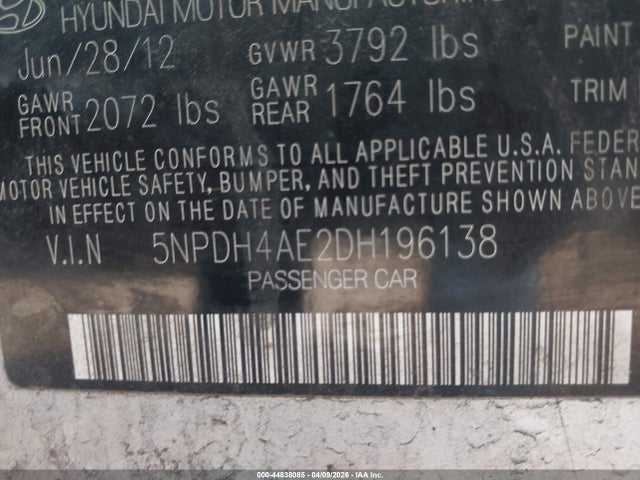 HYUNDAI MOTOR MANUFACTURING
Jun/28/12 GVWR 3792 lbs PAINT
GAWR FRONT 2072 lbs GAWR REAR 1764 lbs TRIM
THIS VEHICLE CONFORMS TO ALL APPLICABLE U.S.A. FEDER
MOTOR VEHICLE SAFETY, BUMPER, AND THEFT PREVENTION STAN
IN EFFECT ON THE DATE OF MANUFACTURE SHOWN ABOVE
V.I.N 5NPDH4AE2DH196138
PASSENGER CAR
000-44838085 - 04/09/2026 - IAA Inc.